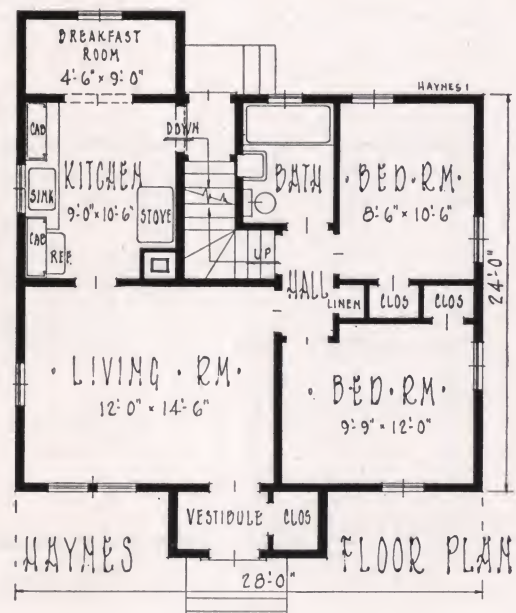 BREAKFAST
ROOM
4'-6" × 9'-0"
HAYNES 1
CAB
DOWN
KITCHEN
BATH
· BED · RM ·
SINK
9'-0" × 10'-6"
STOVE
8'-6" × 10'-6"
CAB
REF.
UP
HALL
24'-0"
LINEN
CLOS
CLOS
· LIVING · RM ·
12'-0" × 14'-6"
· BED · RM ·
9'-9" × 12'-0"
VESTIBULE
CLOS
HAYNES
FLOOR PLAN
28'-0"